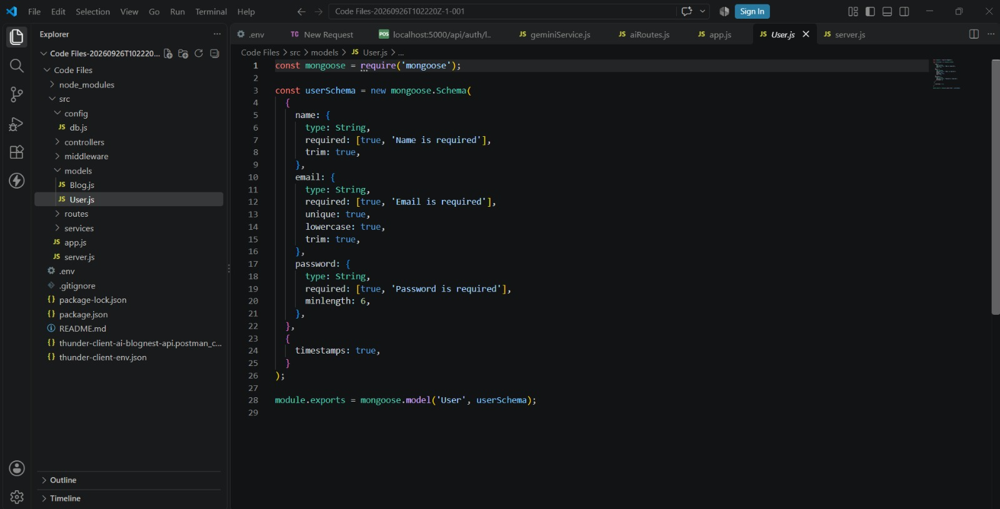 File Edit Selection View Go Run Terminal Help
Code Files-20260926T102220Z-1-001
Sign In
Explorer
Code Files-20260926T102220...
Code Files
node_modules
src
config
JS db.js
controllers
middleware
models
JS Blog.js
JS User.js
routes
services
JS app.js
JS server.js
.env
.gitignore
{} package-lock.json
{} package.json
README.md
{} thunder-client-ai-blognest-api.postman_c...
{} thunder-client-env.json
Outline
Timeline
.env
TC New Request
POS localhost:5000/api/auth/l..
JS geminiService.js
JS aiRoutes.js
JS app.js
JS User.js
JS server.js
Code Files > src > models > JS User.js > ...
1 const mongoose = require('mongoose');
2
3 const userSchema = new mongoose.Schema(
4 {
5 name: {
6 type: String,
7 required: [true, 'Name is required'],
8 trim: true,
9 },
10 email: {
11 type: String,
12 required: [true, 'Email is required'],
13 unique: true,
14 lowercase: true,
15 trim: true,
16 },
17 password: {
18 type: String,
19 required: [true, 'Password is required'],
20 minlength: 6,
21 },
22 },
23 {
24 timestamps: true,
25 }
26 );
27
28 module.exports = mongoose.model('User', userSchema);
29